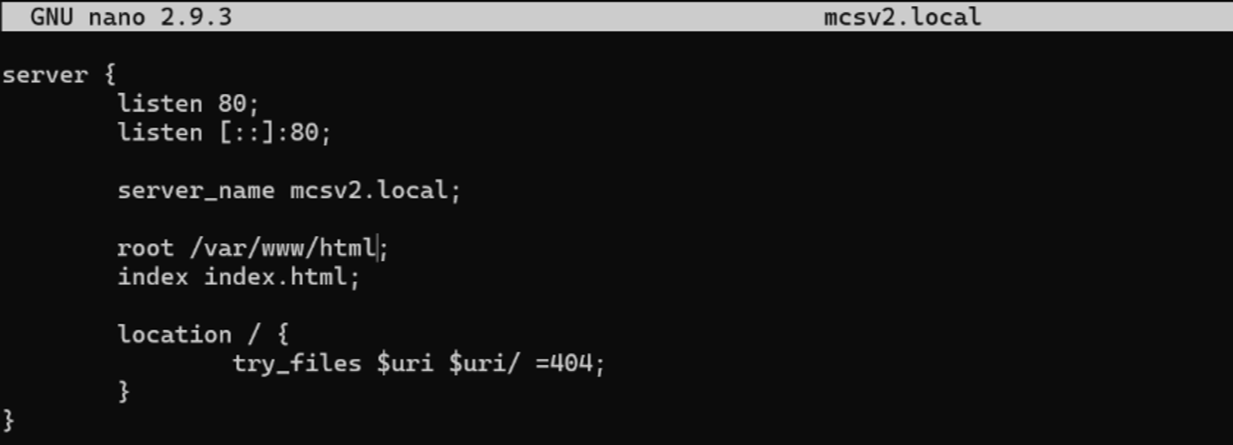 GNU nano 2.9.3 mcsv2.local
server {
listen 80;
listen [::]:80;
server_name mcsv2.local;
root /var/www/html;
index index.html;
location / {
try_files $uri $uri/ =404;
}
}